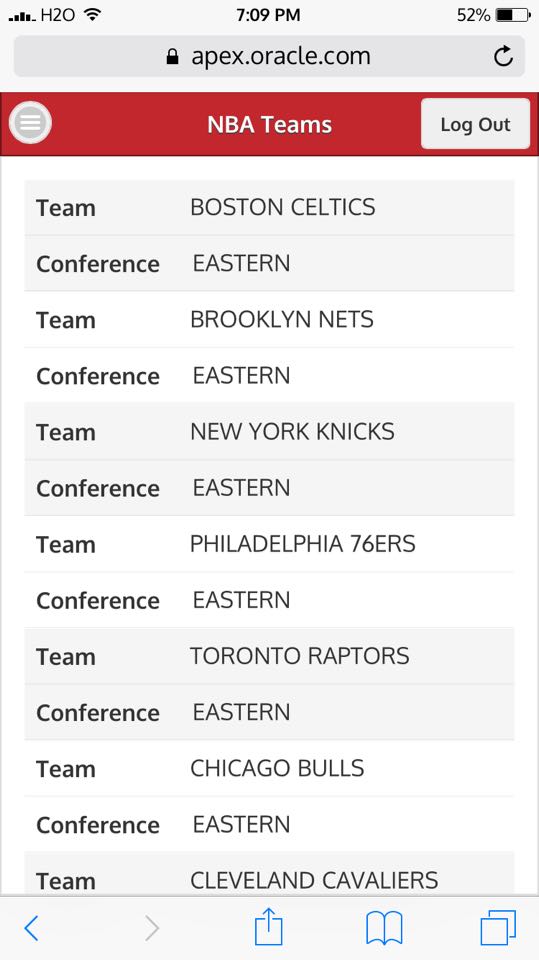 H2O 7:09 PM 52%
apex.oracle.com
NBA Teams Log Out
Team BOSTON CELTICS
Conference EASTERN
Team BROOKLYN NETS
Conference EASTERN
Team NEW YORK KNICKS
Conference EASTERN
Team PHILADELPHIA 76ERS
Conference EASTERN
Team TORONTO RAPTORS
Conference EASTERN
Team CHICAGO BULLS
Conference EASTERN
Team CLEVELAND CAVALIERS